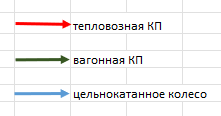 тепловозная КП
вагонная КП
цельнокатанное колесо